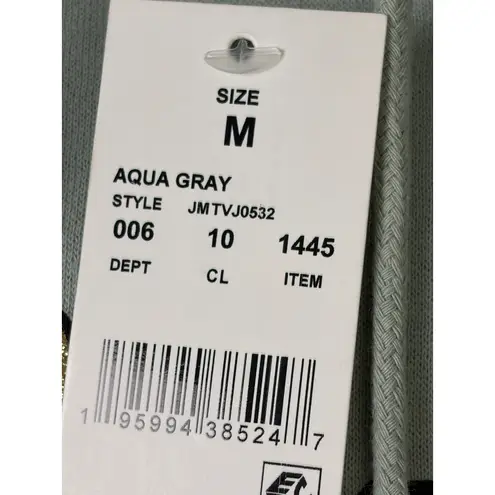 SIZE
M
AQUA GRAY
STYLE JMTVJ0532
006 10 1445
DEPT CL ITEM
1 95994 38524 7